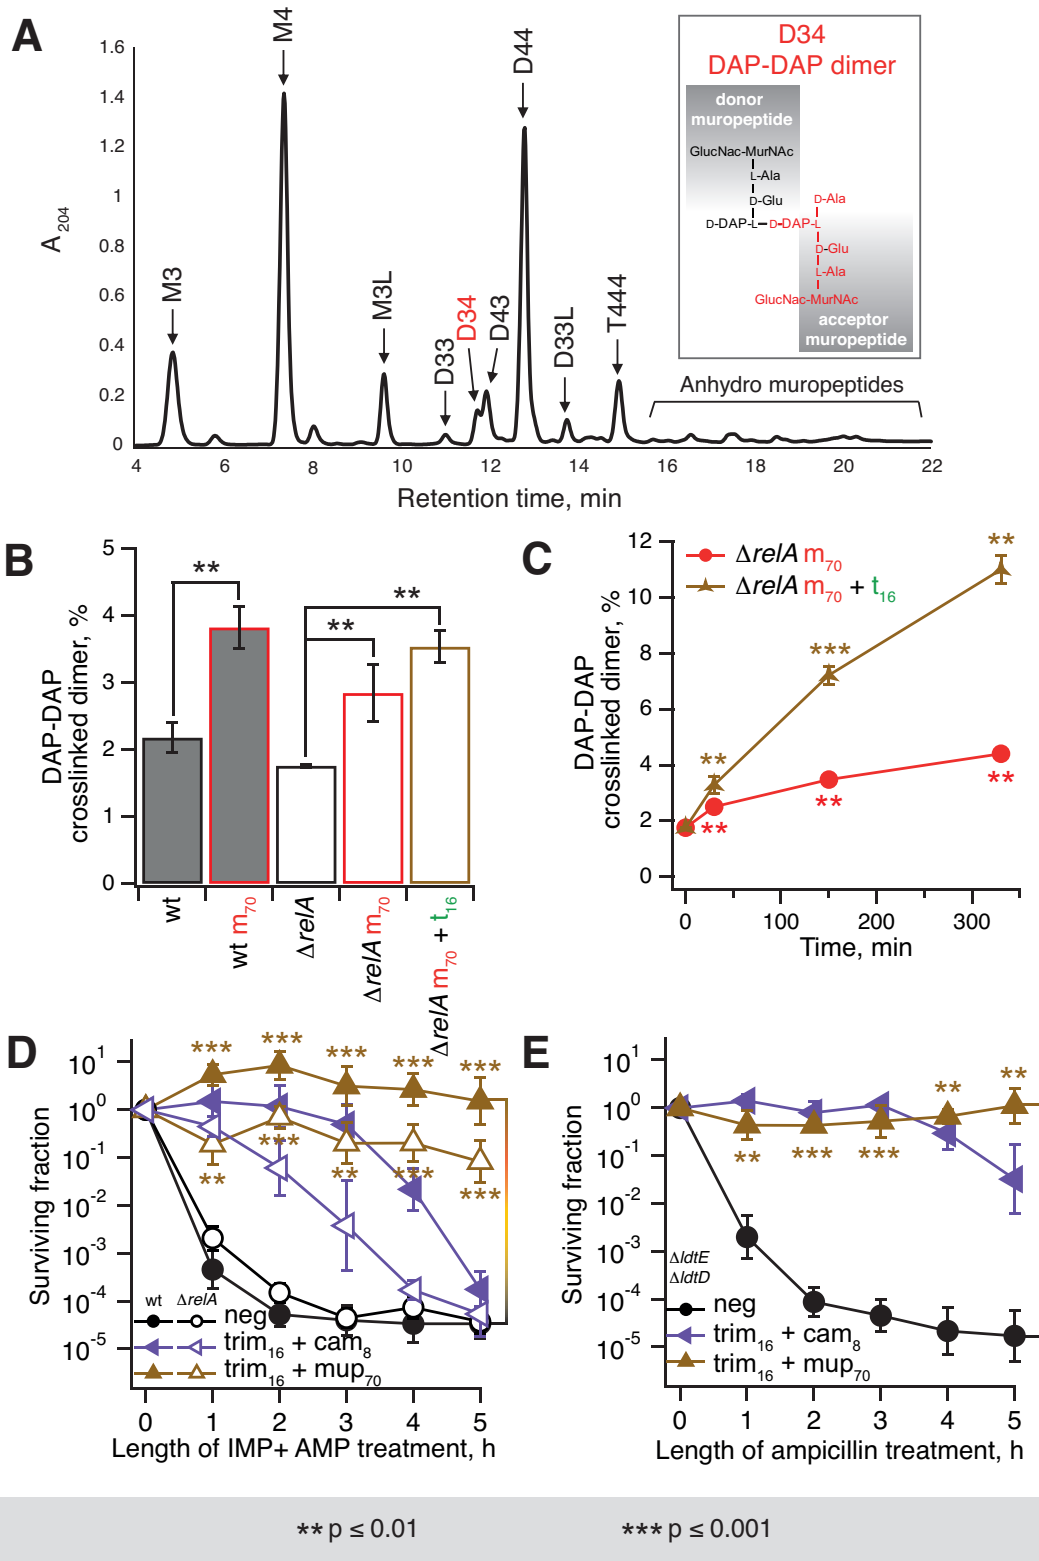 A
M4
D44
D34
DAP-DAP dimer
donor
muropeptide
GlucNac-MurNAc
L-Ala
D-Glu
D-Ala
D-DAP-L
D-DAP-L
D-Glu
L-Ala
GlucNac-MurNAc
acceptor
muropeptide
1.6
1.4
1.2
1
0.8
0.6
0.4
0.2
0
A204
M3
M3L
D33
D34
D43
D33L
T444
Anhydro muropeptides
4 6 8 10 12 14 16 18 20 22
Retention time, min
B
5
4
3
2
1
0
DAP-DAP
crosslinked dimer, %
**
**
**
wt
wt m70
ΔrelA
ΔrelA m70
ΔrelA m70 + t16
C
12
10
8
6
4
2
0
DAP-DAP
crosslinked dimer, %
ΔrelA m70
ΔrelA m70 + t16
**
***
**
**
**
**
0 100 200 300
Time, min
D
10^1
10^0
10^-1
10^-2
10^-3
10^-4
10^-5
Surviving fraction
*** *** *** *** ***
** *** ** *** ***
wt ΔrelA
neg
trim16 + cam8
trim16 + mup70
0 1 2 3 4 5
Length of IMP+ AMP treatment, h
E
10^1
10^0
10^-1
10^-2
10^-3
10^-4
10^-5
Surviving fraction
** *** *** ** **
ΔldtE
ΔldtD
neg
trim16 + cam8
trim16 + mup70
0 1 2 3 4 5
Length of ampicillin treatment, h
** p ≤ 0.01 *** p ≤ 0.001